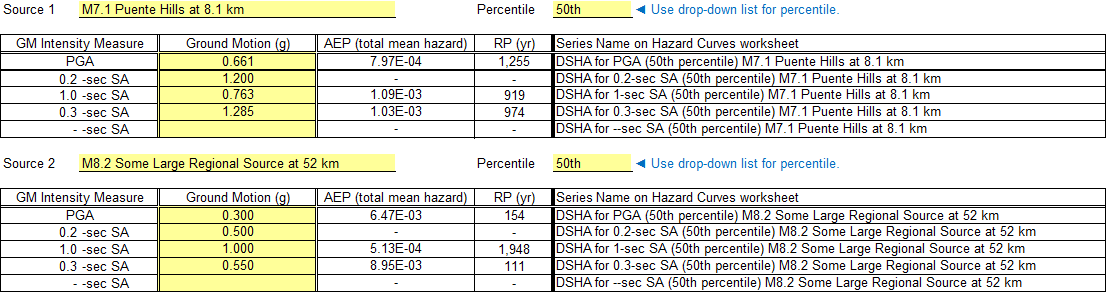 Source 1 M7.1 Puente Hills at 8.1 km Percentile 50th ◄ Use drop-down list for percentile.
GM Intensity Measure Ground Motion (g) AEP (total mean hazard) RP (yr) Series Name on Hazard Curves worksheet
PGA 0.661 7.97E-04 1,255 DSHA for PGA (50th percentile) M7.1 Puente Hills at 8.1 km
0.2 -sec SA 1.200 - - DSHA for 0.2-sec SA (50th percentile) M7.1 Puente Hills at 8.1 km
1.0 -sec SA 0.763 1.09E-03 919 DSHA for 1-sec SA (50th percentile) M7.1 Puente Hills at 8.1 km
0.3 -sec SA 1.285 1.03E-03 974 DSHA for 0.3-sec SA (50th percentile) M7.1 Puente Hills at 8.1 km
- -sec SA - - DSHA for --sec SA (50th percentile) M7.1 Puente Hills at 8.1 km
Source 2 M8.2 Some Large Regional Source at 52 km Percentile 50th ◄ Use drop-down list for percentile.
GM Intensity Measure Ground Motion (g) AEP (total mean hazard) RP (yr) Series Name on Hazard Curves worksheet
PGA 0.300 6.47E-03 154 DSHA for PGA (50th percentile) M8.2 Some Large Regional Source at 52 km
0.2 -sec SA 0.500 - - DSHA for 0.2-sec SA (50th percentile) M8.2 Some Large Regional Source at 52 km
1.0 -sec SA 1.000 5.13E-04 1,948 DSHA for 1-sec SA (50th percentile) M8.2 Some Large Regional Source at 52 km
0.3 -sec SA 0.550 8.95E-03 111 DSHA for 0.3-sec SA (50th percentile) M8.2 Some Large Regional Source at 52 km
- -sec SA - - DSHA for --sec SA (50th percentile) M8.2 Some Large Regional Source at 52 km